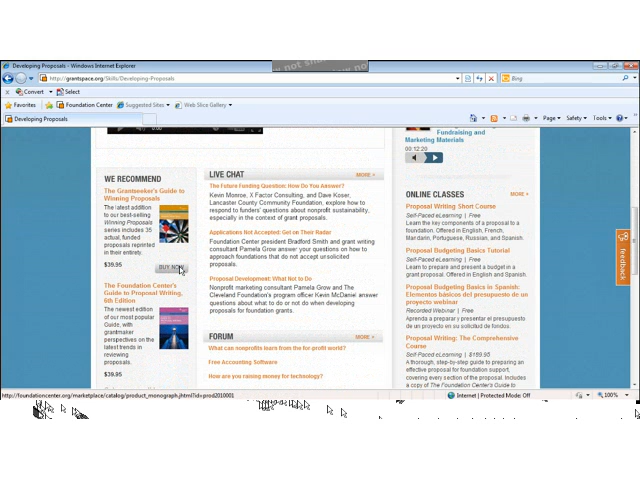 Developing Proposals - Windows Internet Explorer
http://grantspace.org/Skills/Developing-Proposals
Bing
Convert
Select
Favorites
Foundation Center
Suggested Sites
Web Slice Gallery
Developing Proposals
Page
Safety
Tools
WE RECOMMEND
The Grantseeker's Guide to
Winning Proposals
The latest addition
to our best-selling
Winning Proposals
series includes 35
actual, funded
proposals reprinted
in their entirety.
$39.95
BUY NOW
The Foundation Center's
Guide to Proposal Writing,
6th Edition
The newest edition
of our most popular
Guide, with
grantmaker
perspectives on the
latest trends in
reviewing
proposals.
$39.95
LIVE CHAT
MORE »
The Future Funding Question: How Do You Answer?
Kevin Monroe, X Factor Consulting, and Dave Koser,
Lancaster County Community Foundation, explore how to
respond to funders' questions about nonprofit sustainability,
especially in the context of grant proposals.
Applications Not Accepted: Get on Their Radar
Foundation Center president Bradford Smith and grant writing
consultant Pamela Grow answer your questions on how to
approach foundations that do not accept unsolicited
proposals.
Proposal Development: What Not to Do
Nonprofit marketing consultant Pamela Grow and The
Cleveland Foundation's program officer Kevin McDaniel answer
questions about what not to do or not do when developing
proposals for foundation grants.
FORUM
MORE »
What can nonprofits learn from the for profit world?
Free Accounting Software
How are you raising money for technology?
Fundraising and
Marketing Materials
00:12:20
ONLINE CLASSES
MORE »
Proposal Writing Short Course
Self-Paced eLearning | Free
Learn the key components of a proposal to a
foundation. Offered in English, French,
Mandarin, Portuguese, Russian, and Spanish.
Proposal Budgeting Basics Tutorial
Self-Paced eLearning | Free
Learn to prepare and present a budget in a
grant proposal. Offered in English and Spanish.
Proposal Budgeting Basics in Spanish:
Elementos básicos del presupuesto de un
proyecto webinar
Recorded Webinar | Free
Aprenda a preparar y presentar el presupuesto
de un proyecto en su solicitud de fondos.
Proposal Writing: The Comprehensive
Course
Self-Paced eLearning | $195.95
A thorough, step-by-step guide to preparing an
effective proposal for foundation
support, covering every section of the proposal. Includes
a copy of The Foundation Center's Guide to
feedback
http://foundationcenter.org/marketplace/catalog/product_monograph.jhtml?id=prod2010001
Internet | Protected Mode: Off
100%